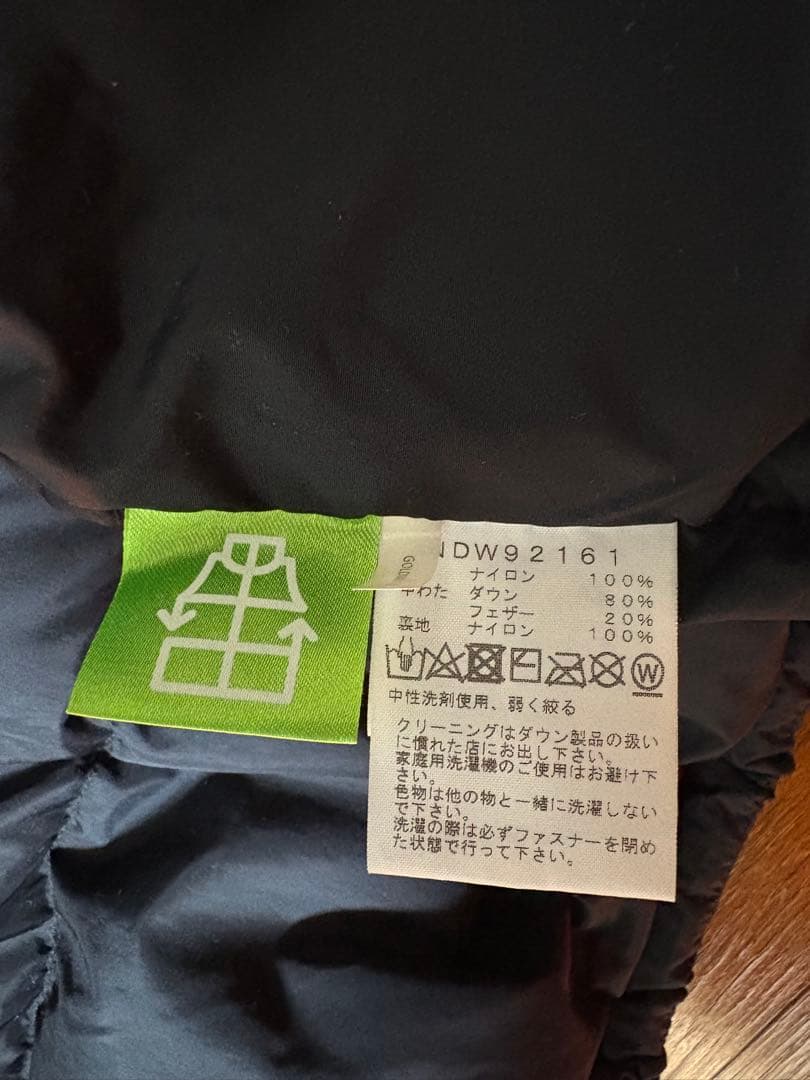 GOLD
NDW92161
ナイロン 100%
中わた ダウン 80%
フェザー 20%
裏地 ナイロン 100%
W
中性洗剤使用、弱く絞る
クリーニングはダウン製品の扱い
に慣れた店にお出し下さい。
家庭用洗濯機のご使用はお避け下
さい。
色物は他の物と一緒に洗濯しない
で下さい。
洗濯の際は必ずファスナーを閉め
た状態で行って下さい。